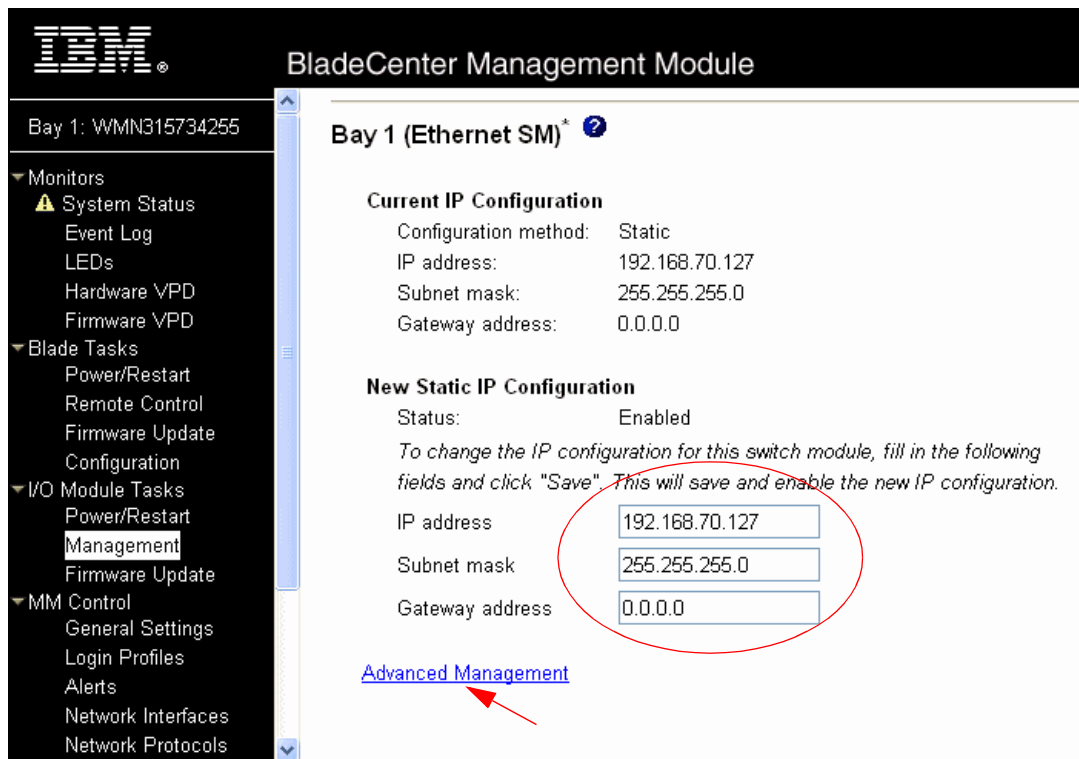 IBM®
BladeCenter Management Module
Bay 1: WMN315734255
Monitors
System Status
Event Log
LEDs
Hardware VPD
Firmware VPD
Blade Tasks
Power/Restart
Remote Control
Firmware Update
Configuration
I/O Module Tasks
Power/Restart
Management
Firmware Update
MM Control
General Settings
Login Profiles
Alerts
Network Interfaces
Network Protocols
Bay 1 (Ethernet SM)* ?
Current IP Configuration
Configuration method: Static
IP address: 192.168.70.127
Subnet mask: 255.255.255.0
Gateway address: 0.0.0.0
New Static IP Configuration
Status: Enabled
To change the IP configuration for this switch module, fill in the following
fields and click "Save". This will save and enable the new IP configuration.
IP address 192.168.70.127
Subnet mask 255.255.255.0
Gateway address 0.0.0.0
Advanced Management